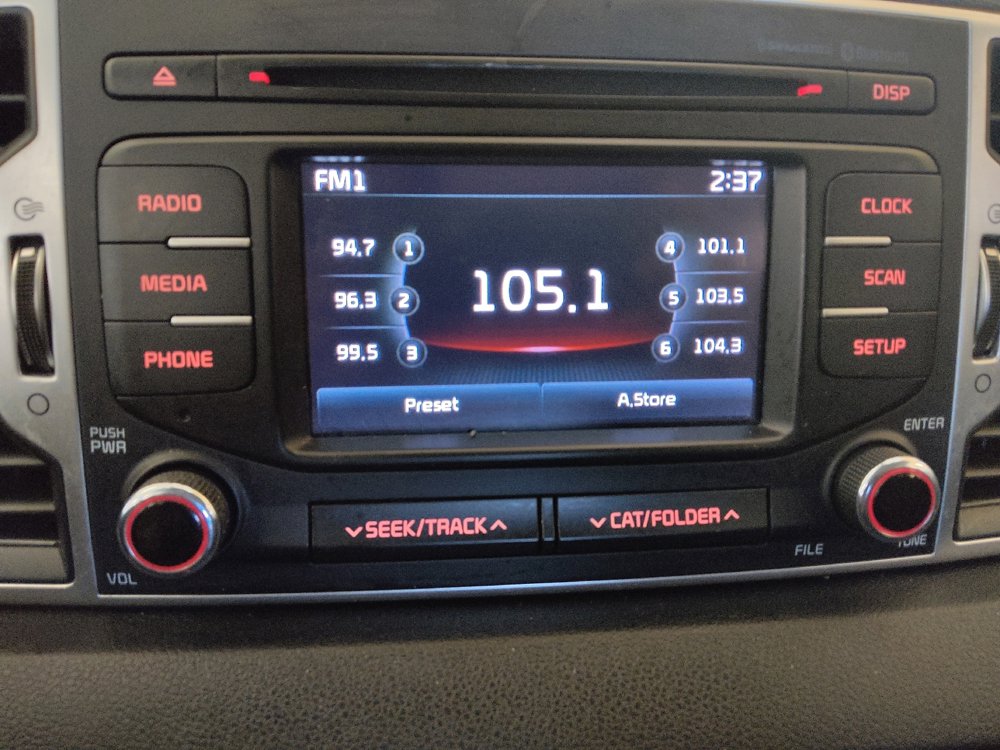 DISP
RADIO
MEDIA
PHONE
FM1 2:37
94.7 1
96.3 2
99.5 3
105.1
4 101.1
5 103.5
6 104.3
Preset A.Store
CLOCK
SCAN
SETUP
PUSH
PWR
VOL
SEEK/TRACK
CAT/FOLDER
ENTER
FILE
TUNE